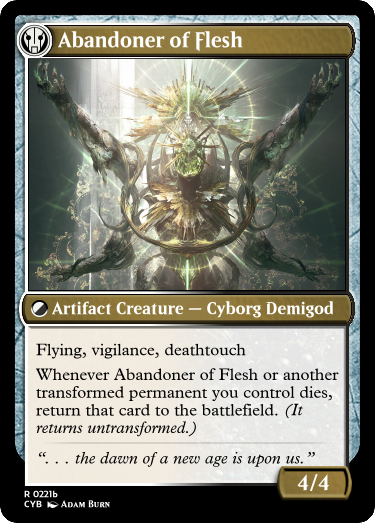 Abandoner of Flesh
Artifact Creature — Cyborg Demigod
Flying, vigilance, deathtouch
Whenever Abandoner of Flesh or another
transformed permanent you control dies,
return that card to the battlefield. (It
returns untransformed.)
“. . . the dawn of a new age is upon us.”
4/4
R 0221b
CYB Adam Burn